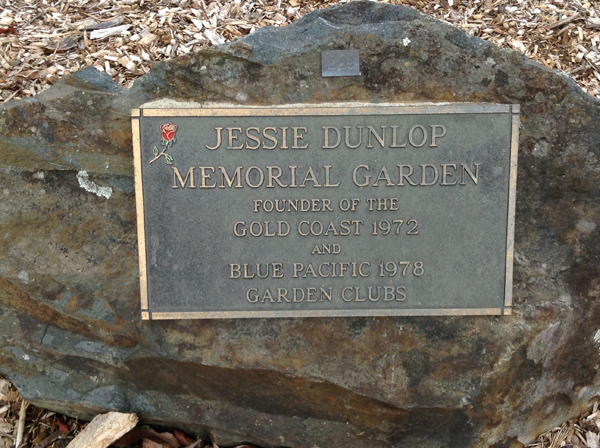 JESSIE DUNLOP
MEMORIAL GARDEN
FOUNDER OF THE
GOLD COAST 1972
AND
BLUE PACIFIC 1978
GARDEN CLUBS